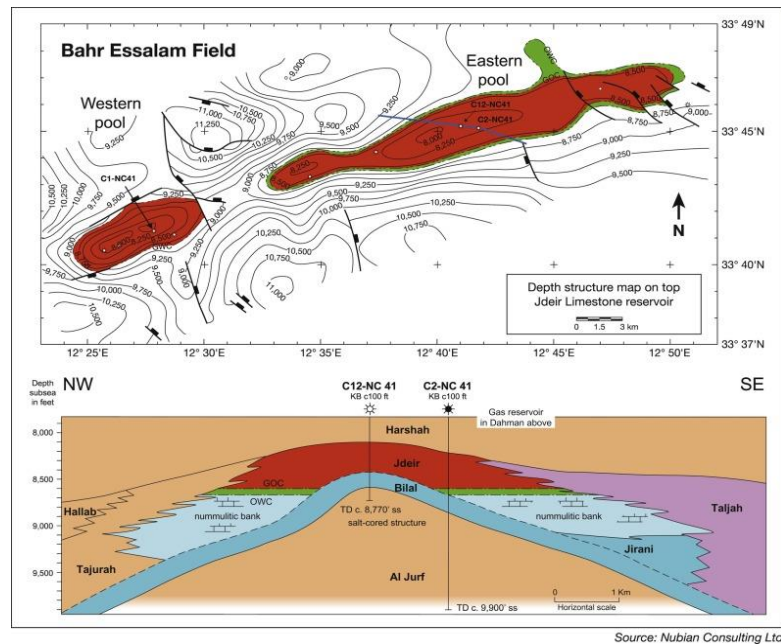 Bahr Essalam Field
Western pool
Eastern pool
C1-NC41
C12-NC41
C2-NC41
OWC
GOC
GWC
9,000
9,250
11,000
10,750
11,250
10,500
9,500
9,750
10,000
10,250
8,750
8,500
8,250
8,000
N
Depth structure map on top
Jdeir Limestone reservoir
0 1.5 3 km
33° 49'N
33° 45'N
33° 40'N
33° 37'N
12° 25'E
12° 30'E
12° 35'E
12° 40'E
12° 45'E
12° 50'E
NW
SE
Depth
subsea
in feet
C12-NC 41
KB c100 ft
C2-NC 41
KB c100 ft
Gas reservoir
in Dahman above
8,000
8,500
9,000
9,500
Harshah
Jdeir
Bilal
GOC
OWC
nummulitic bank
nummulitic bank
TD c. 8,770' ss
salt-cored structure
Hallab
Taljah
Tajurah
Jirani
Al Jurf
TD c. 9,900' ss
0 1 Km
Horizontal scale
Source: Nubian Consulting Ltd